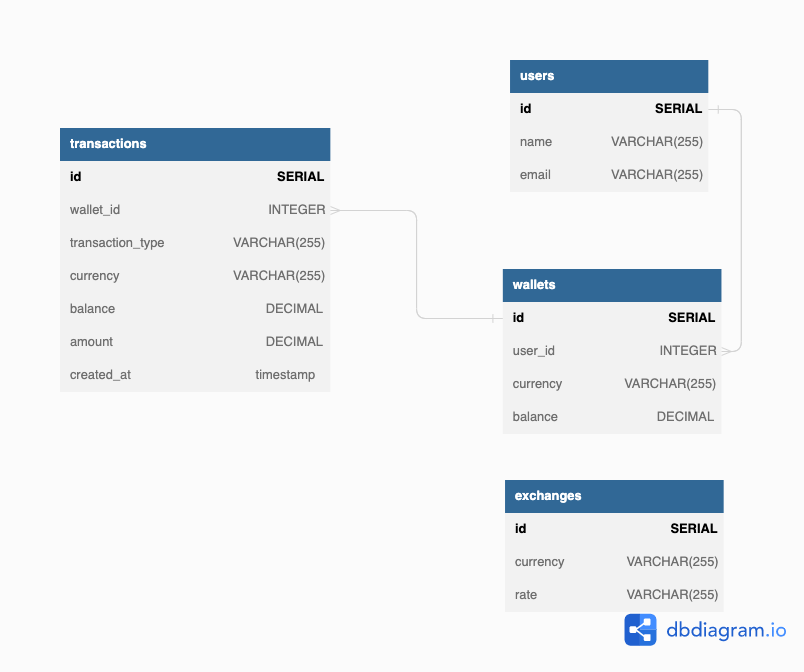 transactions
id SERIAL
wallet_id INTEGER
transaction_type VARCHAR(255)
currency VARCHAR(255)
balance DECIMAL
amount DECIMAL
created_at timestamp
users
id SERIAL
name VARCHAR(255)
email VARCHAR(255)
wallets
id SERIAL
user_id INTEGER
currency VARCHAR(255)
balance DECIMAL
exchanges
id SERIAL
currency VARCHAR(255)
rate VARCHAR(255)
dbdiagram.io